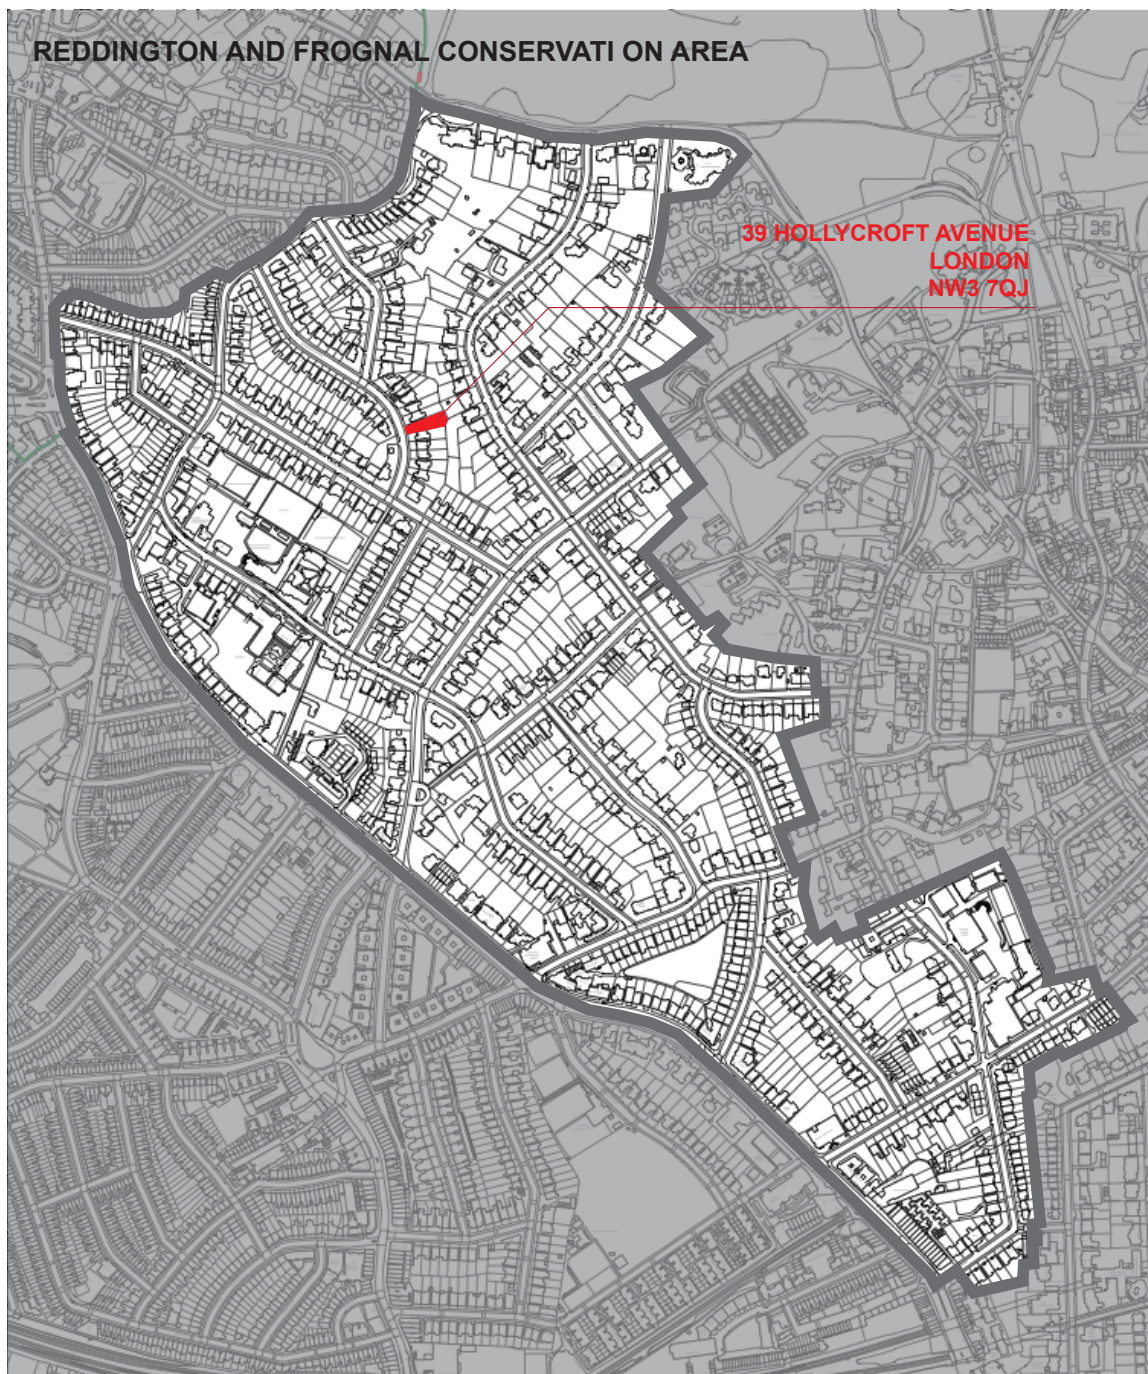 REDDINGTON AND FROGNAL CONSERVATI ON AREA
39 HOLLYCROFT AVENUE
LONDON
NW3 7QJ
D